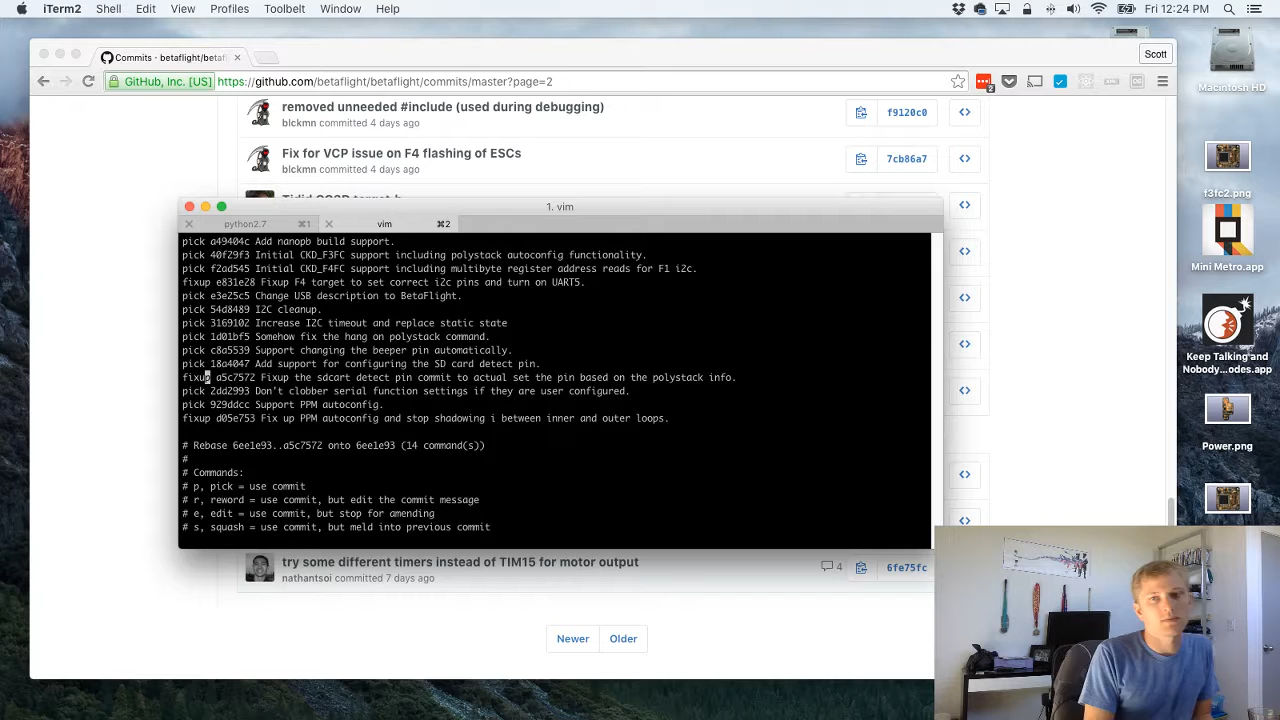 iTerm2 Shell Edit View Profiles Toolbelt Window Help Fri 12:24 PM
Commits · betaflight/betaf
Scott
GitHub, Inc. [US] https://github.com/betaflight/betaflight/commits/master?page=2
Macintosh HD
removed unneeded #include (used during debugging)
blckmn committed 4 days ago
f9120c0
Fix for VCP issue on F4 flashing of ESCs
blckmn committed 4 days ago
7cb86a7
f3fc2.png
1. vim
python2.7 ⌘1 vim ⌘2
pick a49404c Add nanopb build support.
pick 40f29f3 Initial CKD_F3FC support including polystack autoconfig functionality.
pick f2ad545 Initial CKD_F4FC support including multibyte register address reads for F1 i2c.
fixup e831e28 Fixup F4 target to set correct i2c pins and turn on UART5.
pick e3e25c5 Change USB description to BetaFlight.
pick 54d8489 I2C cleanup.
pick 3169102 Increase I2C timeout and replace static state
pick 1d01bf5 Somehow fix the hang on polystack command.
pick c8a5539 Support changing the beeper pin automatically.
pick 18a4047 Add support for configuring the SD card detect pin.
fixup a5c7572 Fixup the sdcart detect pin commit to actual set the pin based on the polystack info.
pick 2dd2993 Don't clobber serial function settings if they are user configured.
pick 929ddcc Support PPM autoconfig.
fixup d05e753 Fix up PPM autoconfig and stop shadowing i between inner and outer loops.
# Rebase 6ee1e93..a5c7572 onto 6ee1e93 (14 command(s))
#
# Commands:
# p, pick = use commit
# r, reword = use commit, but edit the commit message
# e, edit = use commit, but stop for amending
# s, squash = use commit, but meld into previous commit
Mini Metro.app
Keep Talking and
Nobody...odes.app
Power.png
try some different timers instead of TIM15 for motor output
nathantsoi committed 7 days ago
4
6fe75fc
Newer Older